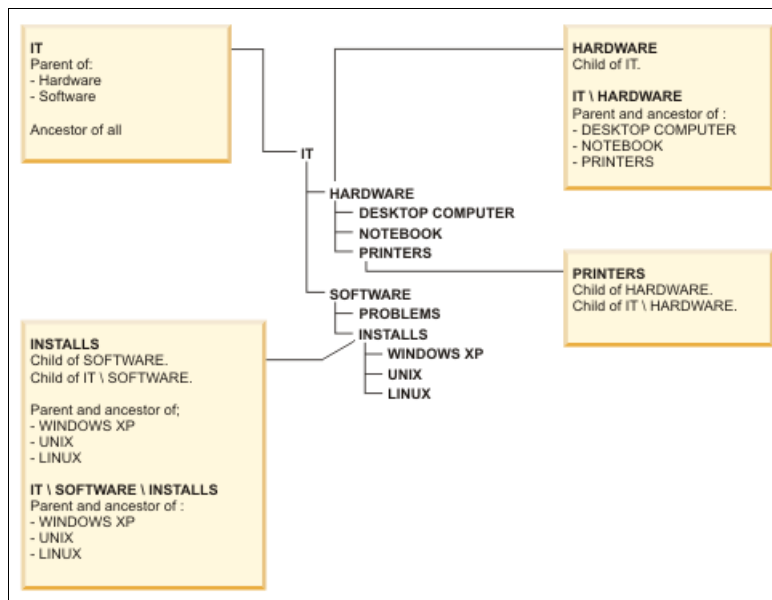 IT
Parent of:
- Hardware
- Software
Ancestor of all
HARDWARE
Child of IT.
IT \ HARDWARE
Parent and ancestor of :
- DESKTOP COMPUTER
- NOTEBOOK
- PRINTERS
IT
HARDWARE
DESKTOP COMPUTER
NOTEBOOK
PRINTERS
SOFTWARE
PROBLEMS
INSTALLS
WINDOWS XP
UNIX
LINUX
PRINTERS
Child of HARDWARE.
Child of IT \ HARDWARE.
INSTALLS
Child of SOFTWARE.
Child of IT \ SOFTWARE.
Parent and ancestor of;
- WINDOWS XP
- UNIX
- LINUX
IT \ SOFTWARE \ INSTALLS
Parent and ancestor of :
- WINDOWS XP
- UNIX
- LINUX